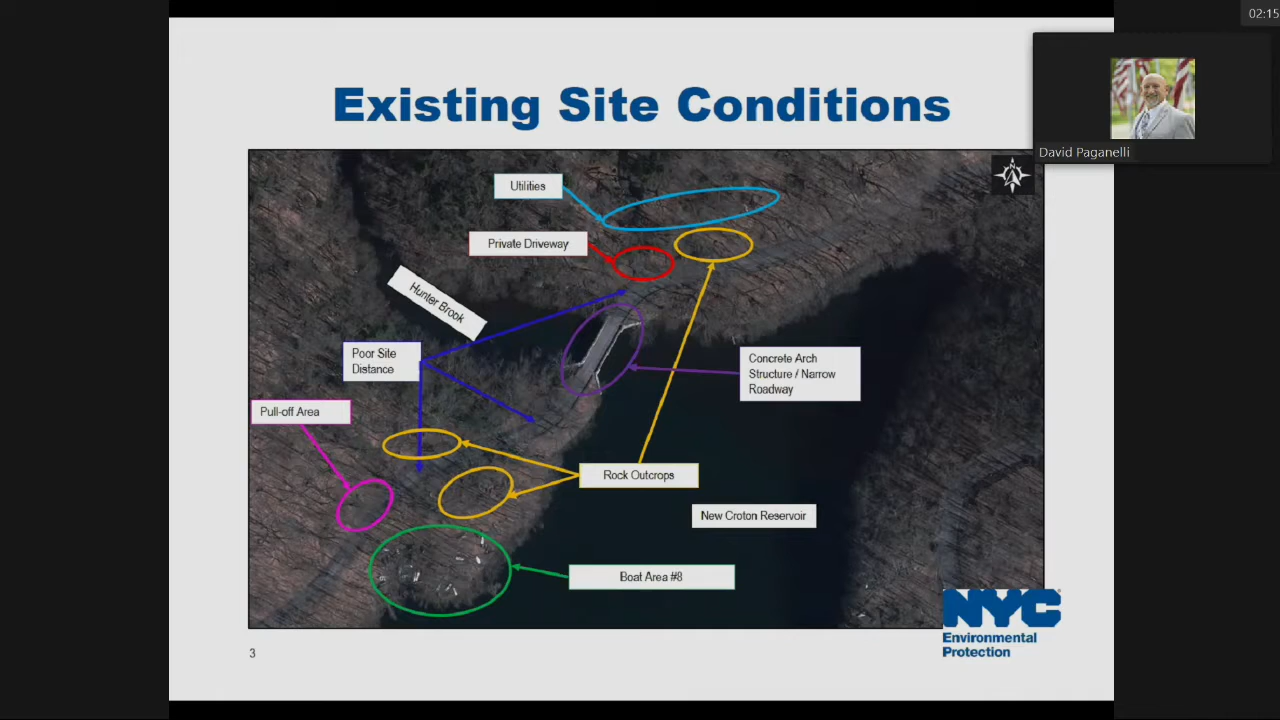 02:15
Existing Site Conditions
David Paganelli
Utilities
Private Driveway
Hunter Brook
Poor Site
Distance
Concrete Arch
Structure / Narrow
Roadway
Pull-off Area
Rock Outcrops
New Croton Reservoir
Boat Area #8
NYC
Environmental
Protection
3